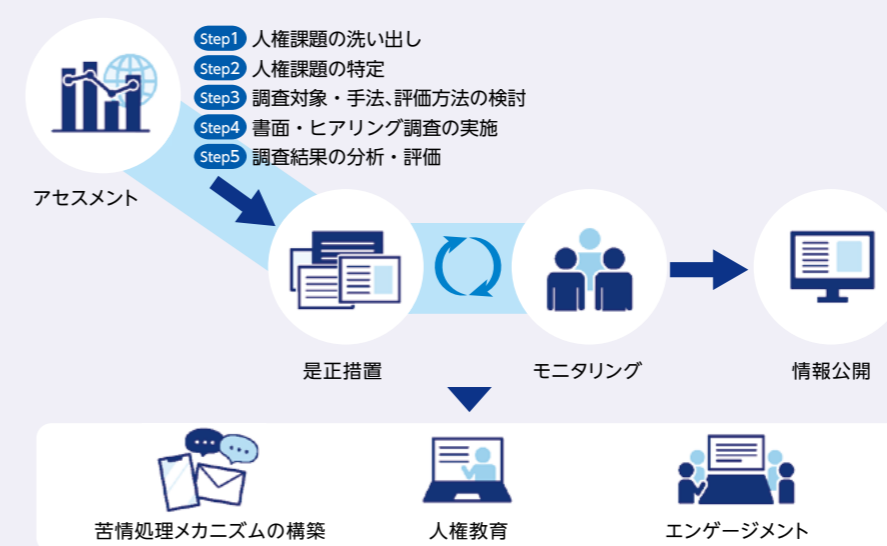 Step1 人権課題の洗い出し
Step2 人権課題の特定
Step3 調査対象・手法、評価方法の検討
Step4 書面・ヒアリング調査の実施
Step5 調査結果の分析・評価
アセスメント
是正措置
モニタリング
情報公開
苦情処理メカニズムの構築
人権教育
エンゲージメント